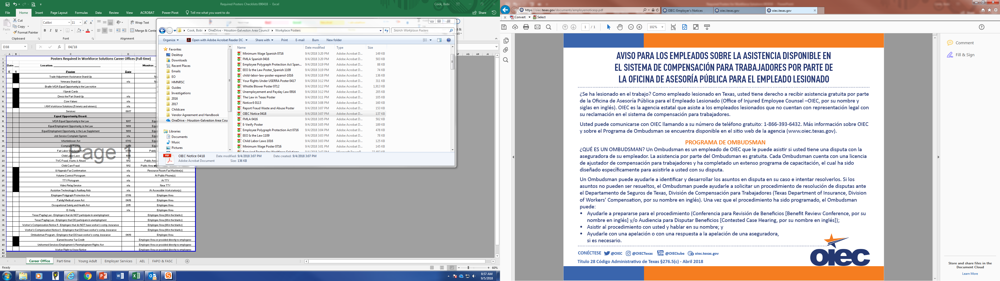 Required Posters Checklists 090418 - Excel
Cook, Bobi
File Home Insert Page Layout Formulas Data Review View ACROBAT Power Pivot Tell me what you want to do Share
Cut
Copy
Format Painter
Paste
Clipboard
Calibri 11
B I U
Font
Wrap Text
Merge & Cente
Alignment
D38 04/18
Posters Required in Workforce Solutions Career Offices (Full-time)
Date: Location: Monitor:
E S Poster Date
Trade Adjustment Assistance Stand-Up
Veterans Stand-Up n/a
Braille WIOA Equal Opportunity is the Law notice
I Speak Cards
Dress the Part Stand-Up n/a
Core Values n/a
I AM Workforce Solutions (5 tenets and winners) n/a
Services 06/17
Equal Opportunity Board:
WIOA Equal Opportunity is the Law 10/17 Equ
Equal Employment Opportunity is the Law 11/09 Equ
Equal Employment Opportunity is the Law Supplement 11/09 Equ
Job Service Complaint System n/a Equ
Whistleblower Act 07/12 Equ
Complaint Forms 02/18 Equ
Fair Labor Standards Act 07/16 Public
Child Labor Laws 10/16
TWC Fraud, Waste, & Abuse 11/12 Public Area
Child Care Fraud 11/12 Public Area wi
UI Appeals Fax Confirmation n/a Resource Room Fax Machine(s)
Volume Control Pictogram n/a At Public Phone(s)
TTY Pictogram n/a At TTY
Video Relay Service n/a Near TTY
Assistive Technology & Auxiliary Aids n/a At Accessible Workstation(s)
Employee Polygraph Protection Act 07/16 Employee Area
Family Medical Leave Act 04/16 Employee Area
Occupational Safety and Health Act 2015 Employee Area
E-Verify n/a Employee Area
Texas Payday Law - Employers that do NOT participate in unemployment Employee Area (fill in the blanks)
Texas Payday Law - Employers that DO participate in unemployment Employee Area (fill in the blanks)
Worker's Compensation Notice 5 - Employers that do NOT have worker's comp. insurance Employee Area (fill in the blanks)
Worker's Compensation Notice 6 - Employers that DO have worker's comp. insurance Employee Area (fill in the blanks)
Ombudsman Program - Employers that DO have worker's comp. insurance 04/18 Employee Area
Earned Income Tax Credit Employee Area or provided directly to employees
Uniformed Services Employment & Reemployment Rights Act Employee Area or provided directly to employees
Worker Right to Know Notice Employee Area or provided directly to employees
Page 1
Career Office Part-time Young Adult Employer Services AEL FAPO & FASC
Ready 60%
Cook, Bobi OneDrive - Houston-Galveston Area Council Workplace Posters Search Workplace Posters
Organize Open with Adobe Acrobat Reader DC Share with Print E-mail Burn New folder
Favorites
Desktop
Downloads
Recent Places
Emails
EO
HMNRSC
Guides
Investigations
2016
2017
Childcare
Vendor Agreement and Handbook
OneDrive - Houston-Galveston Area Cou
Libraries
Documents
Music
Pictures
Name Date modified Type Size
Minimum Wage Spanish 0716 9/4/2018 3:20 PM Adobe Acrobat D... 149 KB
FMLA Spanish 0416 9/4/2018 3:20 PM Adobe Acrobat D... 503 KB
Employee Polygraph Protection Act Span... 9/4/2018 3:19 PM Adobe Acrobat D... 88 KB
EEO Is the Law Poster_Spanish 1109 9/4/2018 3:19 PM Adobe Acrobat D... 74 KB
child-labor-law-poster-espanol-1016 9/4/2018 3:18 PM Adobe Acrobat D... 136 KB
Your Rights Under USERRA Poster 0417 9/4/2018 3:12 PM Adobe Acrobat D... 311 KB
Whistle Blower Poster 0712 9/4/2018 3:12 PM Adobe Acrobat D... 1,913 KB
Unemployement and Payday Law 0916 9/4/2018 3:12 PM Adobe Acrobat D... 205 KB
The Law in Texas Poster 9/4/2018 3:11 PM Adobe Acrobat D... 105 KB
Notice 6 0113 9/4/2018 3:08 PM Adobe Acrobat D... 160 KB
Report Fraud Waste and Abuse Poster 9/4/2018 3:07 PM Adobe Acrobat D... 153 KB
OIEC Notice 0418 9/4/2018 3:07 PM Adobe Acrobat D... 137 KB
FMLA 0416 9/4/2018 3:05 PM Adobe Acrobat D... 502 KB
E-Verify Poster 9/4/2018 3:05 PM Adobe Acrobat D... 189 KB
Employee Polygraph Protection Act 0716 9/4/2018 3:04 PM Adobe Acrobat D... 478 KB
EEO Is the Law 1109 9/4/2018 3:03 PM Adobe Acrobat D... 78 KB
Child Labor Laws 1016 9/4/2018 3:03 PM Adobe Acrobat D... 125 KB
Minimum Wage Poster 0716 9/4/2018 3:01 PM Adobe Acrobat D... 145 KB
OIEC Notice 0418 Date modified: 9/4/2018 3:07 PM Date created: 9/4/2018 3:07 PM
Adobe Acrobat Document Size: 136 KB
8:57 AM
9/5/2018
https://oiec.texas.gov/documents/employernoticesp.pdf
OIEC: Employer's Notices oiec.texas.gov oiec.texas.gov
x Convert Select
1 / 1 102%
Comment
Fill & Sign
Store and share files in the
Document Cloud
Learn More
AVISO PARA LOS EMPLEADOS SOBRE LA ASISTENCIA DISPONIBLE EN
EL SISTEMA DE COMPENSACIÓN PARA TRABAJADORES POR PARTE DE
LA OFICINA DE ASESORÍA PÚBLICA PARA EL EMPLEADO LESIONADO
¿Se ha lesionado en el trabajo? Como empleado lesionado en Texas, usted tiene derecho a recibir asistencia gratuita por parte
de la Oficina de Asesoría Pública para el Empleado Lesionado (Office of Injured Employee Counsel –OIEC, por su nombre y
siglas en inglés). OIEC es la agencia estatal que asiste a los empleados lesionados que no cuentan con representación legal con
su reclamación en el sistema de compensación para trabajadores.
Usted puede comunicarse con OIEC llamando a su número de teléfono gratuito: 1-866-393-6432. Más información sobre OIEC
y sobre el Programa de Ombudsman se encuentra disponible en el sitio web de la agencia (www.oiec.texas.gov).
PROGRAMA DE OMBUDSMAN
¿QUÉ ES UN OMBUDSMAN? Un Ombudsman es un empleado de OIEC que le puede asistir si usted tiene una disputa con la
aseguradora de su empleador. La asistencia por parte del Ombudsman es gratuita. Cada Ombudsman cuenta con una licencia
de ajustador de compensación para trabajadores y ha completado un extenso programa de capacitación, el cual ha sido
diseñado específicamente para asistirle a usted con su disputa.
Un Ombudsman puede ayudarle a identificar y desarrollar los asuntos en disputa en su caso e intentar resolverlos. Si los
asuntos no pueden ser resueltos, el Ombudsman puede ayudarle a solicitar un procedimiento de resolución de disputas ante
el Departamento de Seguros de Texas, División de Compensación para Trabajadores (Texas Department of Insurance, Division
of Workers’ Compensation, por su nombre en inglés). Una vez que el procedimiento ha sido programado, el Ombudsman
puede:
• Ayudarle a prepararse para el procedimiento (Conferencia para Revisión de Beneficios [Benefit Review Conference, por su
nombre en inglés] y/o Audiencia para Disputar Beneficios [Contested Case Hearing, por su nombre en inglés]);
• Asistir al procedimiento con usted y hablar en su nombre; y
• Ayudarle con una apelación o con una respuesta a la apelación de una aseguradora,
si es necesario.
CONÉCTESE @OIEC @OIECTexas You Tube @OIECtube oiec.texas.gov
Título 28 Código Administrativo de Texas §276.5(c) - Abril 2018
oiec